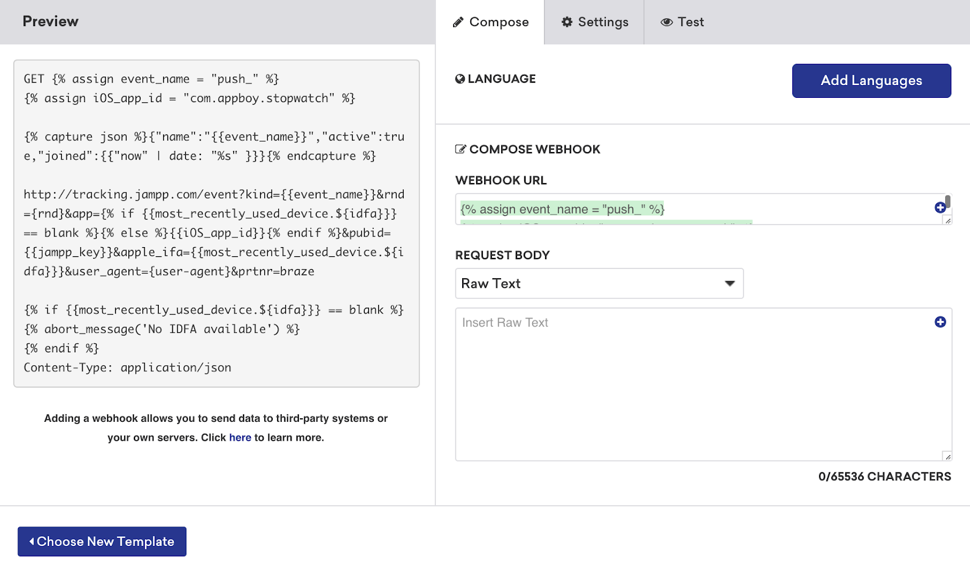 Preview
GET {% assign event_name = "push_" %}
{% assign iOS_app_id = "com.appboy.stopwatch" %}
{% capture json %}{"name":"{{event_name}}","active":tru
e,"joined":{{"now" | date: "%s" }}}{% endcapture %}
http://tracking.jampp.com/event?kind={{event_name}}&rnd
={rnd}&app={% if {{most_recently_used_device.${idfa}}}
== blank %}{% else %}{{iOS_app_id}}{% endif %}&pubid=
{{jampp_key}}&apple_ifa={{most_recently_used_device.${i
dfa}}}&user_agent={user-agent}&prtnr=braze
{% if {{most_recently_used_device.${idfa}}} == blank %}
{% abort_message('No IDFA available') %}
{% endif %}
Content-Type: application/json
Adding a webhook allows you to send data to third-party systems or
your own servers. Click here to learn more.
Choose New Template
Compose
Settings
Test
LANGUAGE
Add Languages
COMPOSE WEBHOOK
WEBHOOK URL
{% assign event_name = "push_" %}
REQUEST BODY
Raw Text
Insert Raw Text
0/65536 CHARACTERS